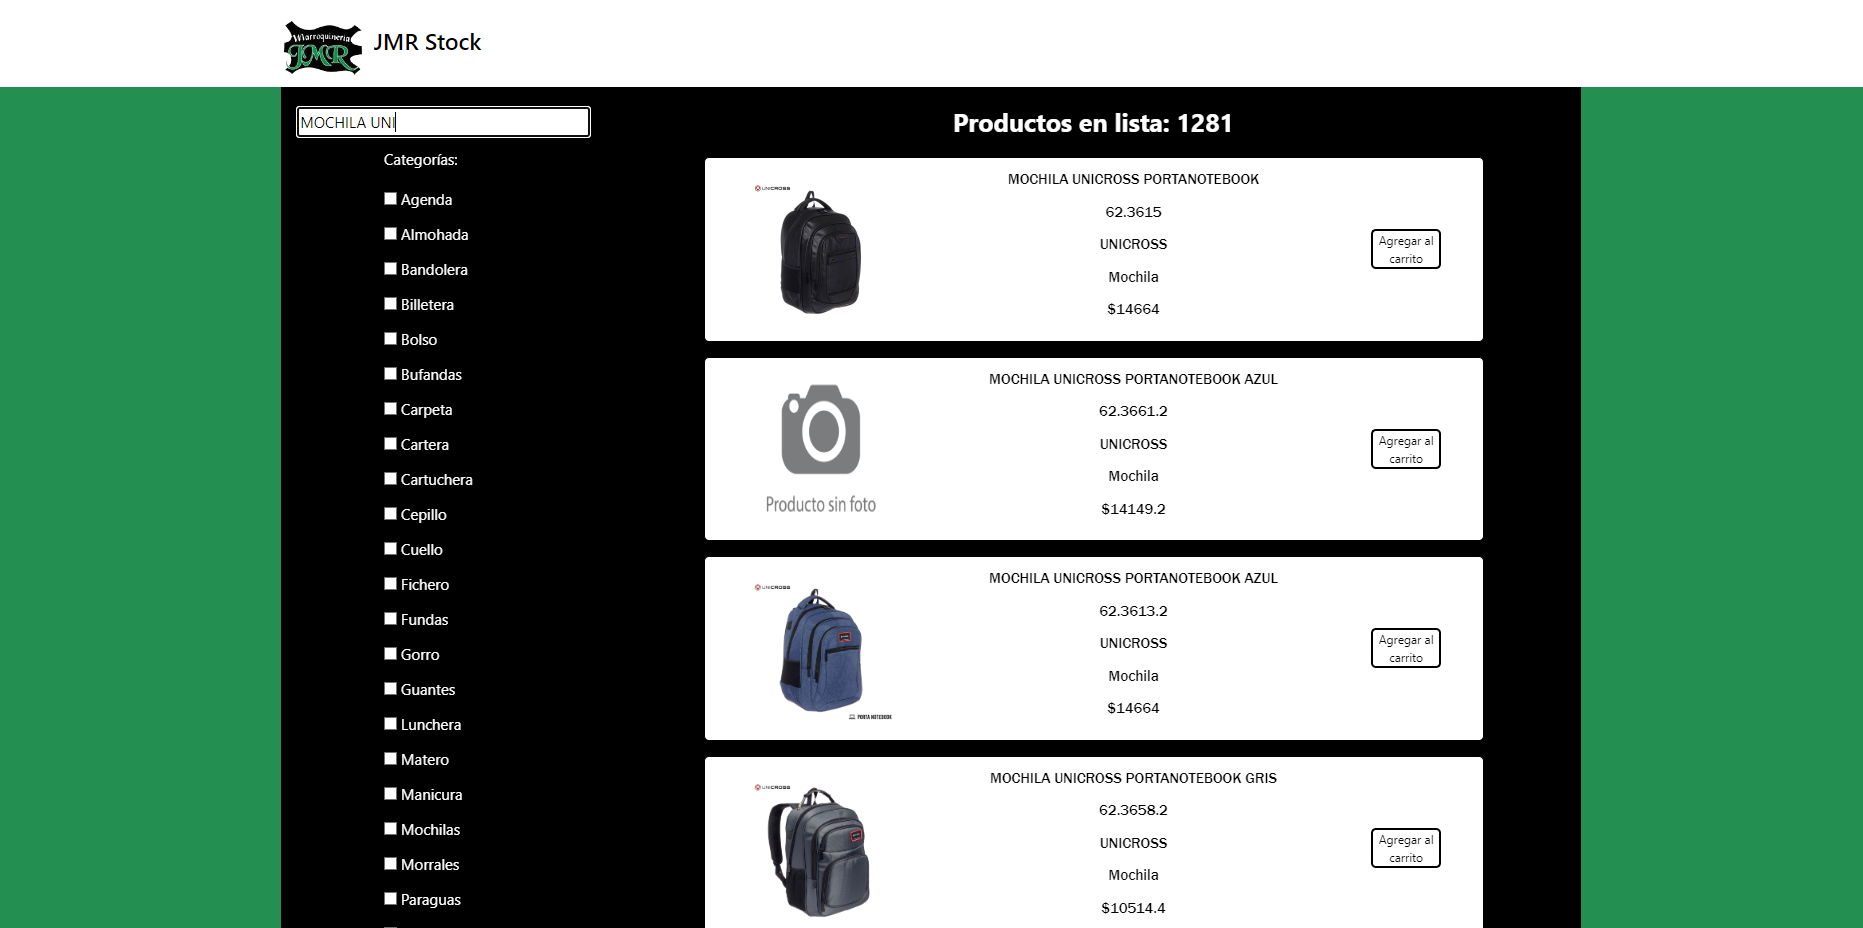 Marroquineria
JMR
JMR Stock
MOCHILA UNI
Categorías:
Agenda
Almohada
Bandolera
Billetera
Bolso
Bufandas
Carpeta
Cartera
Cartuchera
Cepillo
Cuello
Fichero
Fundas
Gorro
Guantes
Lunchera
Matero
Manicura
Mochilas
Morrales
Paraguas
Productos en lista: 1281
UNICROSS
MOCHILA UNICROSS PORTANOTEBOOK
62.3615
UNICROSS
Mochila
$14664
Agregar al
carrito
Producto sin foto
MOCHILA UNICROSS PORTANOTEBOOK AZUL
62.3661.2
UNICROSS
Mochila
$14149.2
Agregar al
carrito
UNICROSS
PORTA NOTEBOOK
MOCHILA UNICROSS PORTANOTEBOOK AZUL
62.3613.2
UNICROSS
Mochila
$14664
Agregar al
carrito
UNICROSS
MOCHILA UNICROSS PORTANOTEBOOK GRIS
62.3658.2
UNICROSS
Mochila
$10514.4
Agregar al
carrito